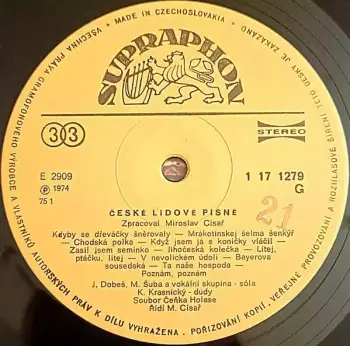 VŠECHNA PRÁVA GRAMOFONOVÉHO VÝROBCE A VLASTNÍKŮ AUTORSKÝCH PRÁV K DÍLU VYHRAŽENA. POŘIZOVÁNÍ KOPIÍ, VEŘEJNÉ PROVOZOVÁNÍ A ROZHLASOVÉ ŠÍŘENÍ TÉTO DESKY JE ZAKÁZÁNO
• MADE IN CZECHOSLOVAKIA •
SUPRAPHON
33
STEREO
E 2909
Ⓟ 1974
75 1
1 17 1279
G
21
ČESKÉ LIDOVÉ PÍSNĚ
Zpracoval Miroslav Císař
Kdyby se dřeváčky šněrovaly — Mrákotínskej šelma šenkýř
— Chodská polka — Když jsem já s koníčky vláčil —
Zasil jsem semínko — Jihočeská kolečka — Lítej,
ptáčku, lítej — V nevolickém údolí — Bayerova
sousedská — Ta naše hospoda —
Poznám, poznám
J. Dobeš, M. Šuba a vokální skupina - sóla
K. Krasnický - dudy
Soubor Čeňka Holase
Řídí M. Císař